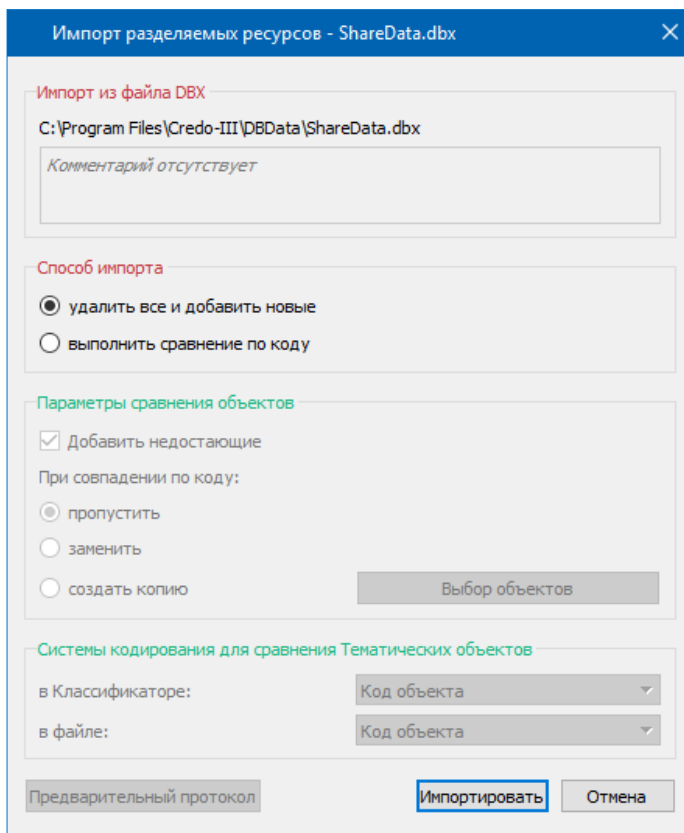 Импорт разделяемых ресурсов - ShareData.dbx
Импорт из файла DBX
C:\Program Files\Credo-III\DBData\ShareData.dbx
Комментарий отсутствует
Способ импорта
удалить все и добавить новые
выполнить сравнение по коду
Параметры сравнения объектов
Добавить недостающие
При совпадении по коду:
пропустить
заменить
создать копию Выбор объектов
Системы кодирования для сравнения Тематических объектов
в Классификаторе: Код объекта
в файле: Код объекта
Предварительный протокол Импортировать Отмена